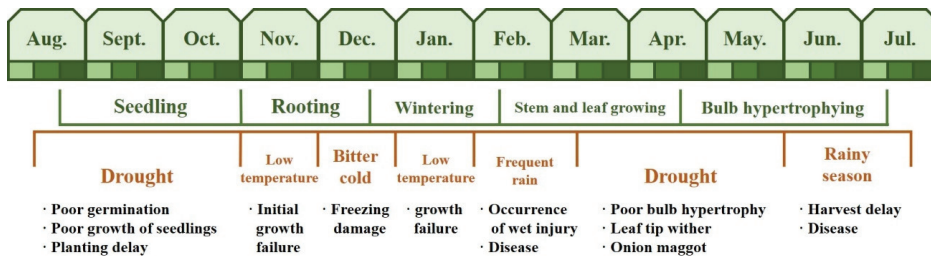 Aug. Sept. Oct. Nov. Dec. Jan. Feb. Mar. Apr. May. Jun. Jul.
Seedling Rooting Wintering Stem and leaf growing Bulb hypertrophying
Drought
Low
temperature
Bitter
cold
Low
temperature
Frequent
rain
Drought
Rainy
season
· Poor germination
· Poor growth of seedlings
· Planting delay
· Initial
growth
failure
· Freezing
damage
· growth
failure
· Occurrence
of wet injury
· Disease
· Poor bulb hypertrophy
· Leaf tip wither
· Onion maggot
· Harvest delay
· Disease